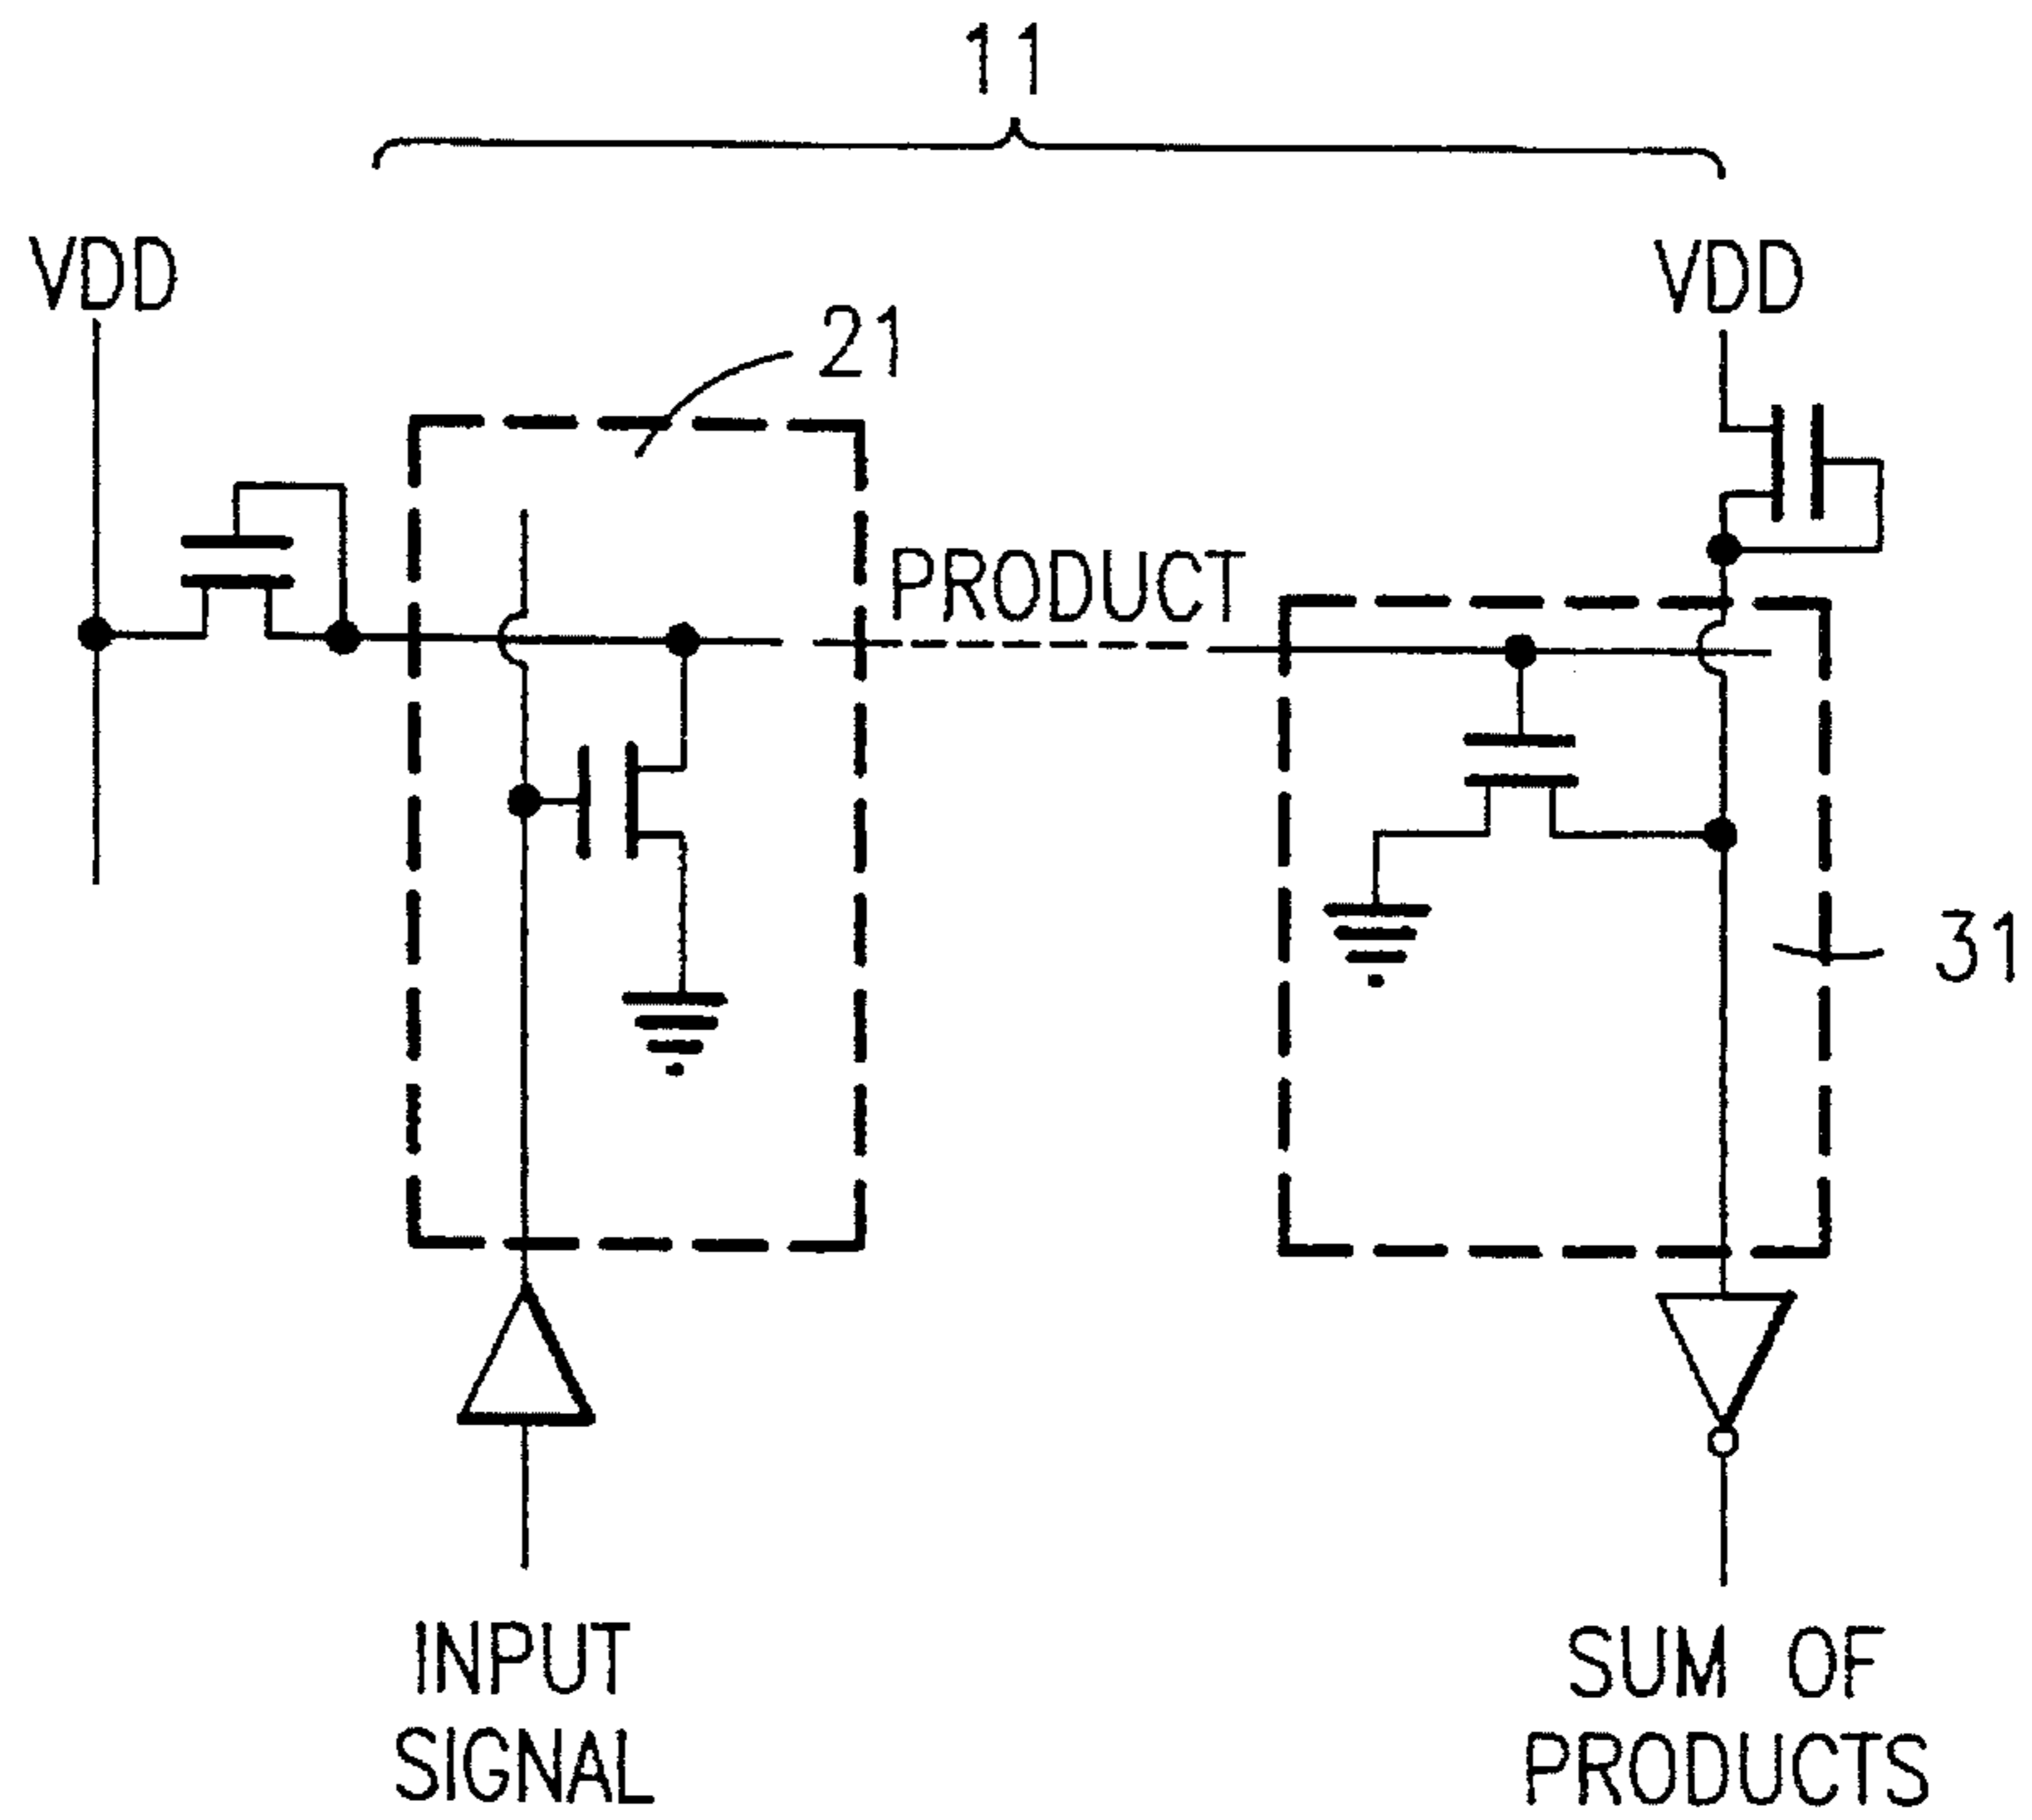 11
VDD
VDD
21
PRODUCT
31
INPUT
SIGNAL
SUM OF
PRODUCTS